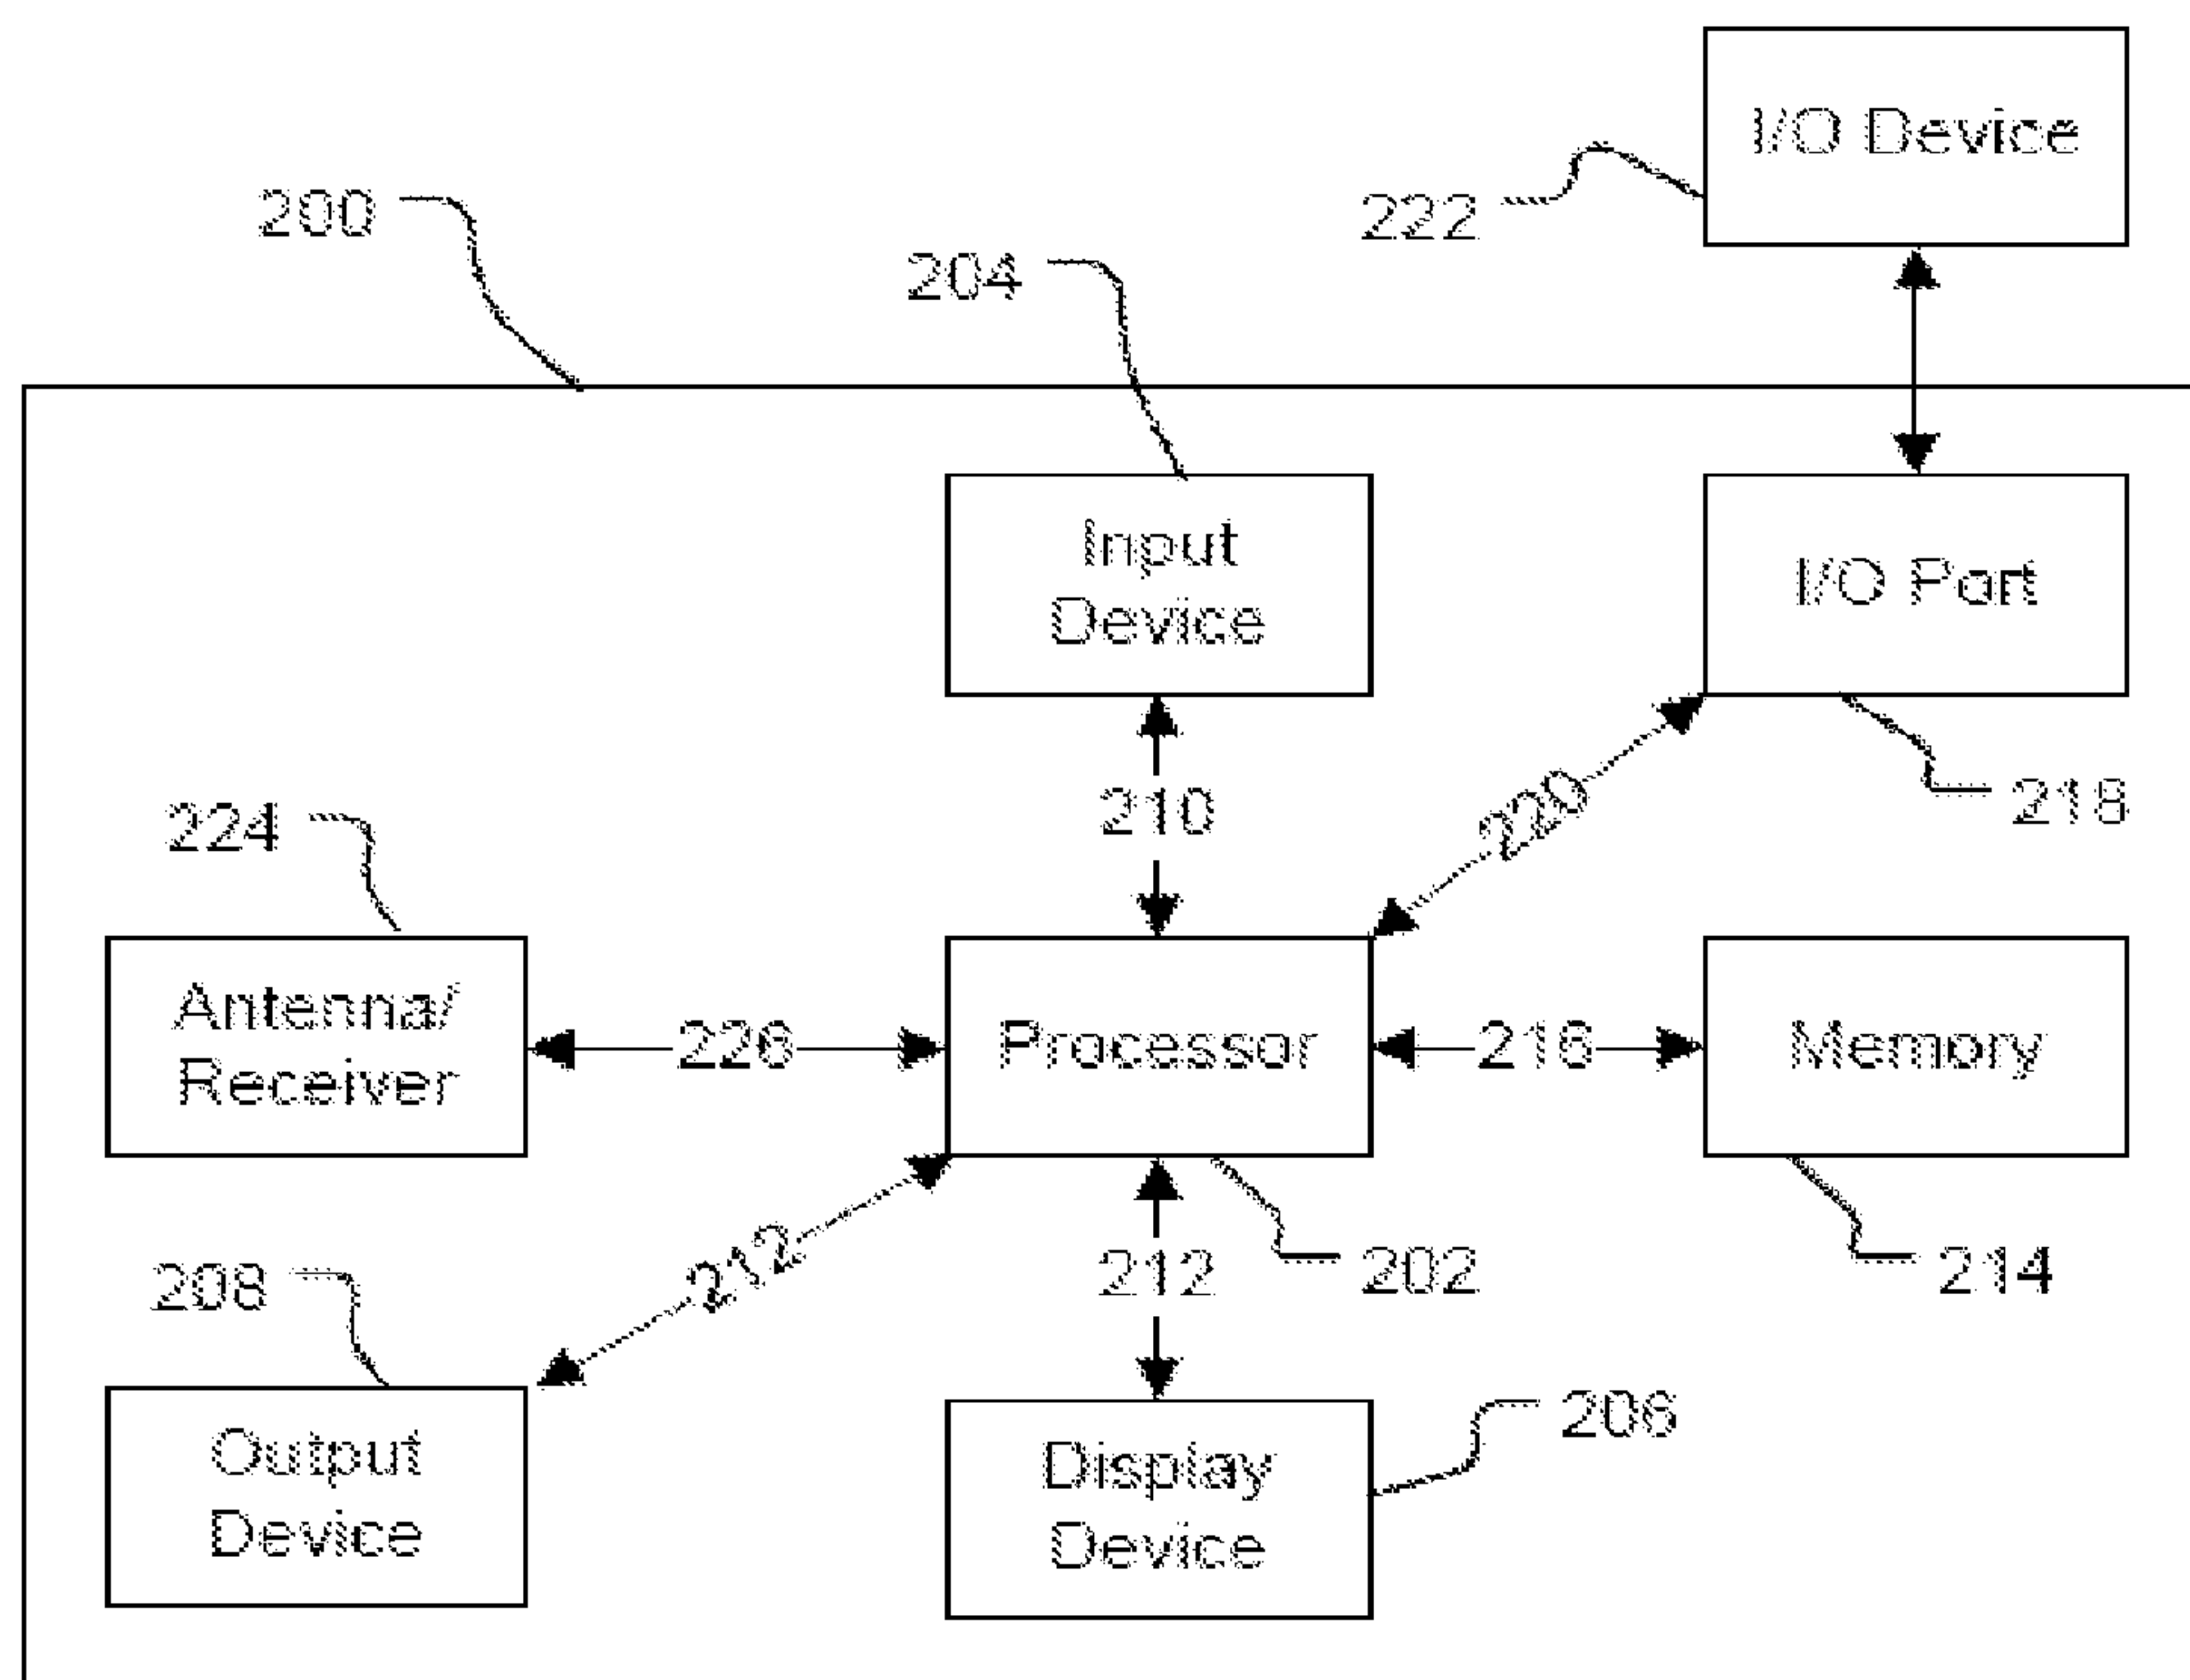 I/O Device
200
222
204
Input
Device
I/O Port
210
220
218
224
Antenna/
Receiver
226
Processor
216
Memory
212
212
202
214
208
206
Output
Device
Display
Device